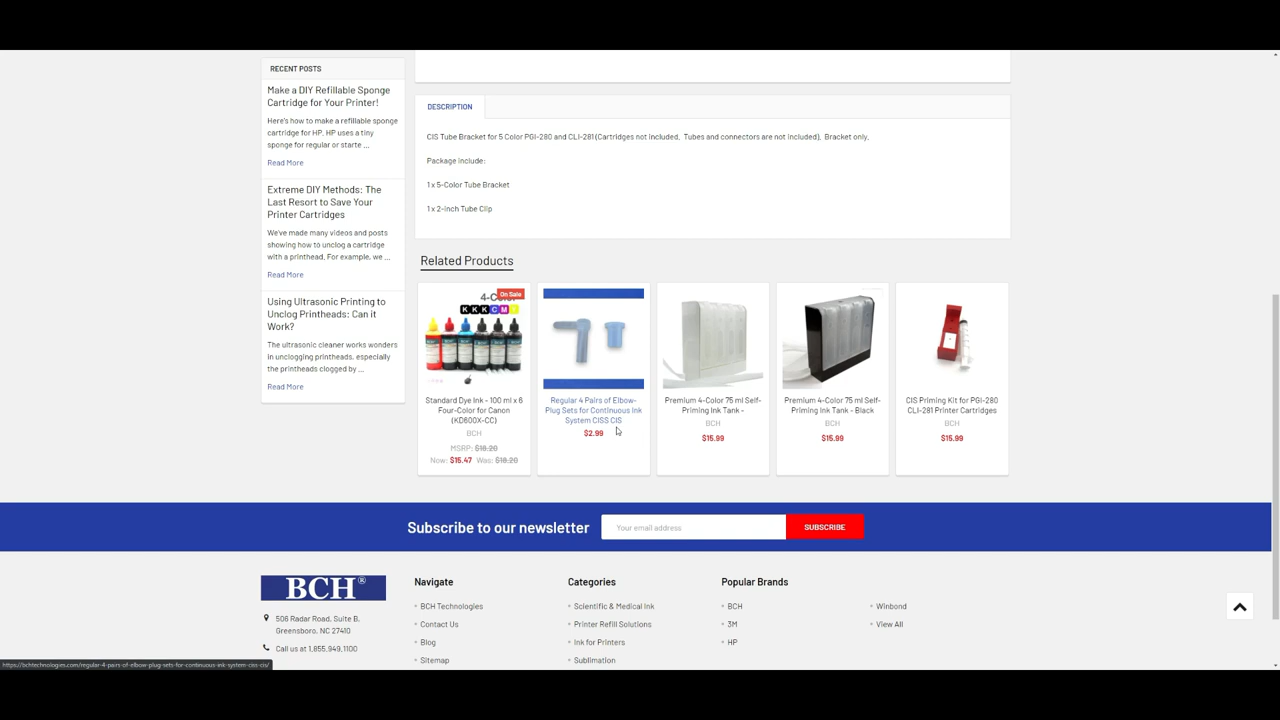 RECENT POSTS
Make a DIY Refillable Sponge
Cartridge for Your Printer!
Here's how to make a refillable sponge
cartridge for HP. HP uses a tiny
sponge for regular or starte ...
Read More
Extreme DIY Methods: The
Last Resort to Save Your
Printer Cartridges
We've made many videos and posts
showing how to unclog a cartridge
with a printhead. For example, we ...
Read More
Using Ultrasonic Printing to
Unclog Printheads: Can it
Work?
The ultrasonic cleaner works
wonders in unclogging printheads, especially
the printheads clogged by ...
Read More
DESCRIPTION
CIS Tube Bracket for 5 Color PGI-280 and CLI-281 (Cartridges not included. Tubes and connectors are not included). Bracket only.
Package include:
1 x 5-Color Tube Bracket
1 x 2-inch Tube Clip
Related Products
On Sale
K K K C M Y
Standard Dye Ink - 100 ml x 6
Four-Color for Canon
(KD600X-CC)
BCH
MSRP: $18.20
Now: $15.47 Was: $18.20
Regular 4 Pairs of Elbow-
Plug Sets for Continuous Ink
System CISS CIS
$2.99
Premium 4-Color 75 ml Self-
Priming Ink Tank -
BCH
$15.99
Premium 4-Color 75 ml Self-
Priming Ink Tank - Black
BCH
$15.99
CIS Priming Kit for PGI-280
CLI-281 Printer Cartridges
BCH
$15.99
Subscribe to our newsletter
Your email address
SUBSCRIBE
BCH®
506 Radar Road, Suite B,
Greensboro, NC 27410
Call us at 1.855.949.1100
Navigate
BCH Technologies
Contact Us
Blog
Sitemap
Categories
Scientific & Medical Ink
Printer Refill Solutions
Ink for Printers
Sublimation
Popular Brands
BCH
3M
HP
Winbond
View All
https://bchtechnologies.com/regular-4-pairs-of-elbow-plug-sets-for-continuous-ink-system-ciss-cis/